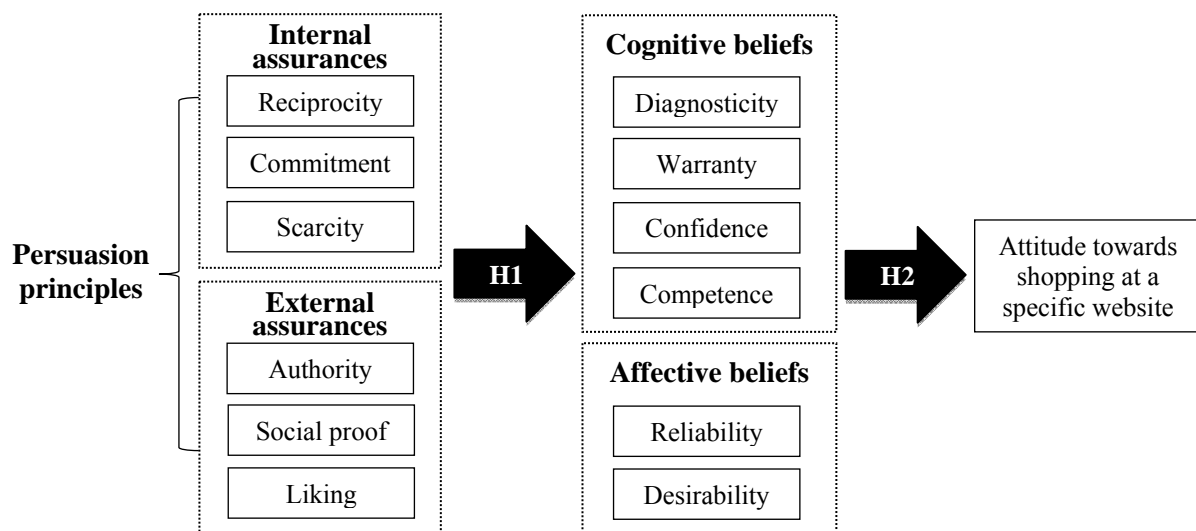 Persuasion
principles
Internal
assurances
Reciprocity
Commitment
Scarcity
External
assurances
Authority
Social proof
Liking
H1
Cognitive beliefs
Diagnosticity
Warranty
Confidence
Competence
Affective beliefs
Reliability
Desirability
H2
Attitude towards
shopping at a
specific website